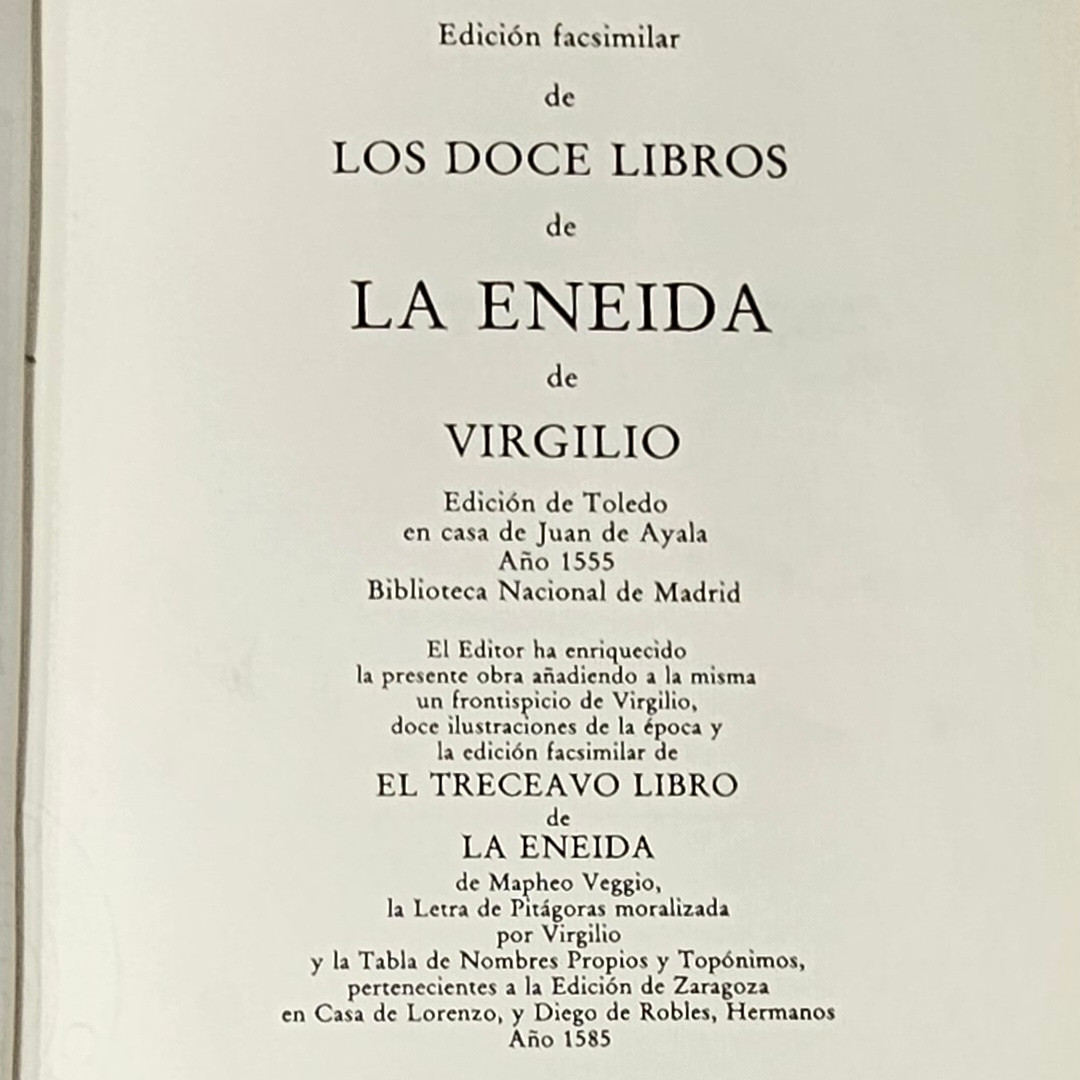 Edición facsimilar
de
LOS DOCE LIBROS
de
LA ENEIDA
de
VIRGILIO
Edición de Toledo
en casa de Juan de Ayala
Año 1555
Biblioteca Nacional de Madrid
El Editor ha enriquecido
la presente obra añadiendo a la misma
un frontispicio de Virgilio,
doce ilustraciones de la época y
la edición facsimilar de
EL TRECEAVO LIBRO
de
LA ENEIDA
de Mapheo Veggio,
la Letra de Pitágoras moralizada
por Virgilio
y la Tabla de Nombres Propios y Topónimos,
pertenecientes a la Edición de Zaragoza
en Casa de Lorenzo, y Diego de Robles, Hermanos
Año 1585